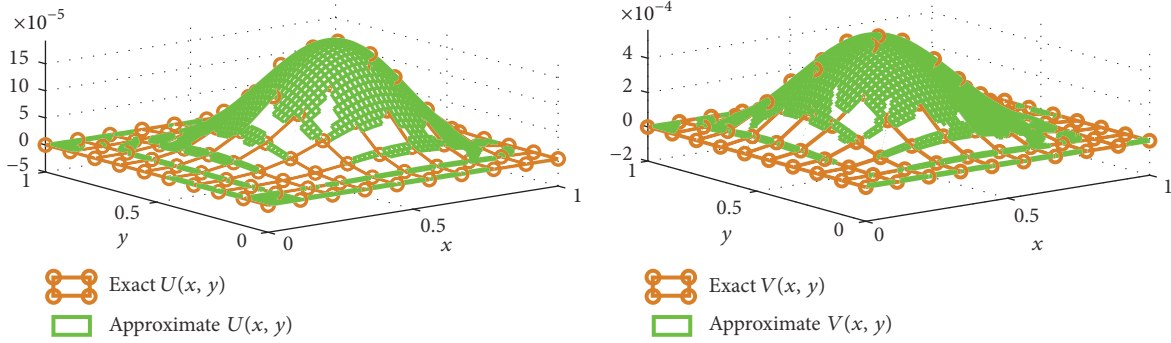 ×10⁻⁵
15
10
5
0
−5
1
0.5
0
y
0
0.5
1
x
Exact U(x, y)
Approximate U(x, y)
×10⁻⁴
4
2
0
−2
1
0.5
0
y
0
0.5
1
x
Exact V(x, y)
Approximate V(x, y)